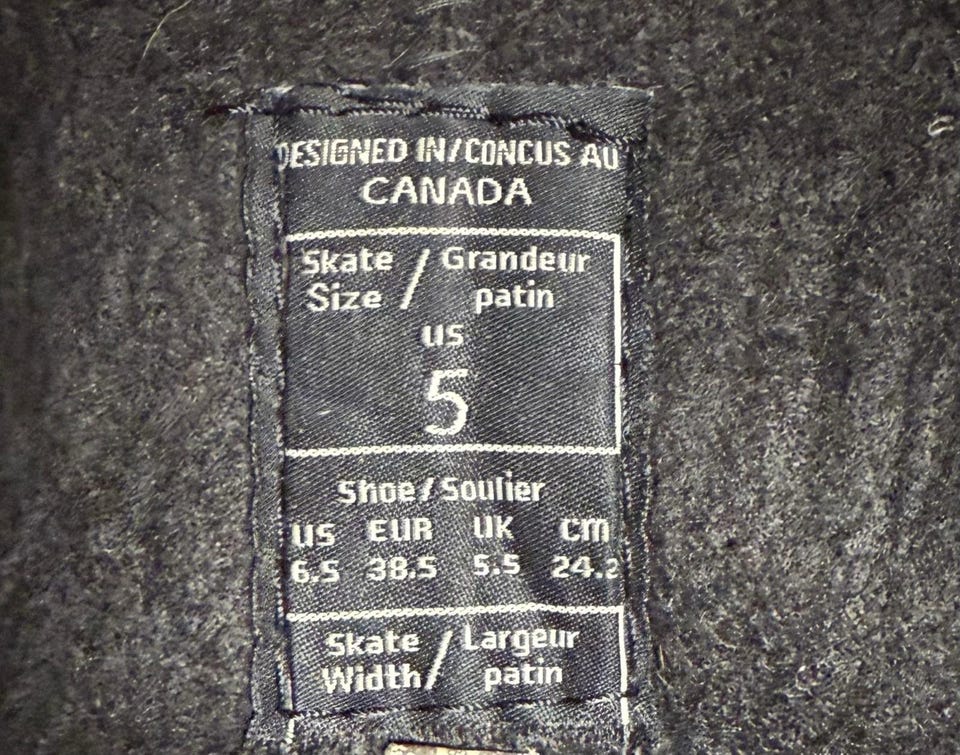 DESIGNED IN/CONCUS AU
CANADA
Skate Size / Grandeur patin
US
5
Shoe/Soulier
US EUR UK CM
6.5 38.5 5.5 24.2
Skate Width / Largeur patin